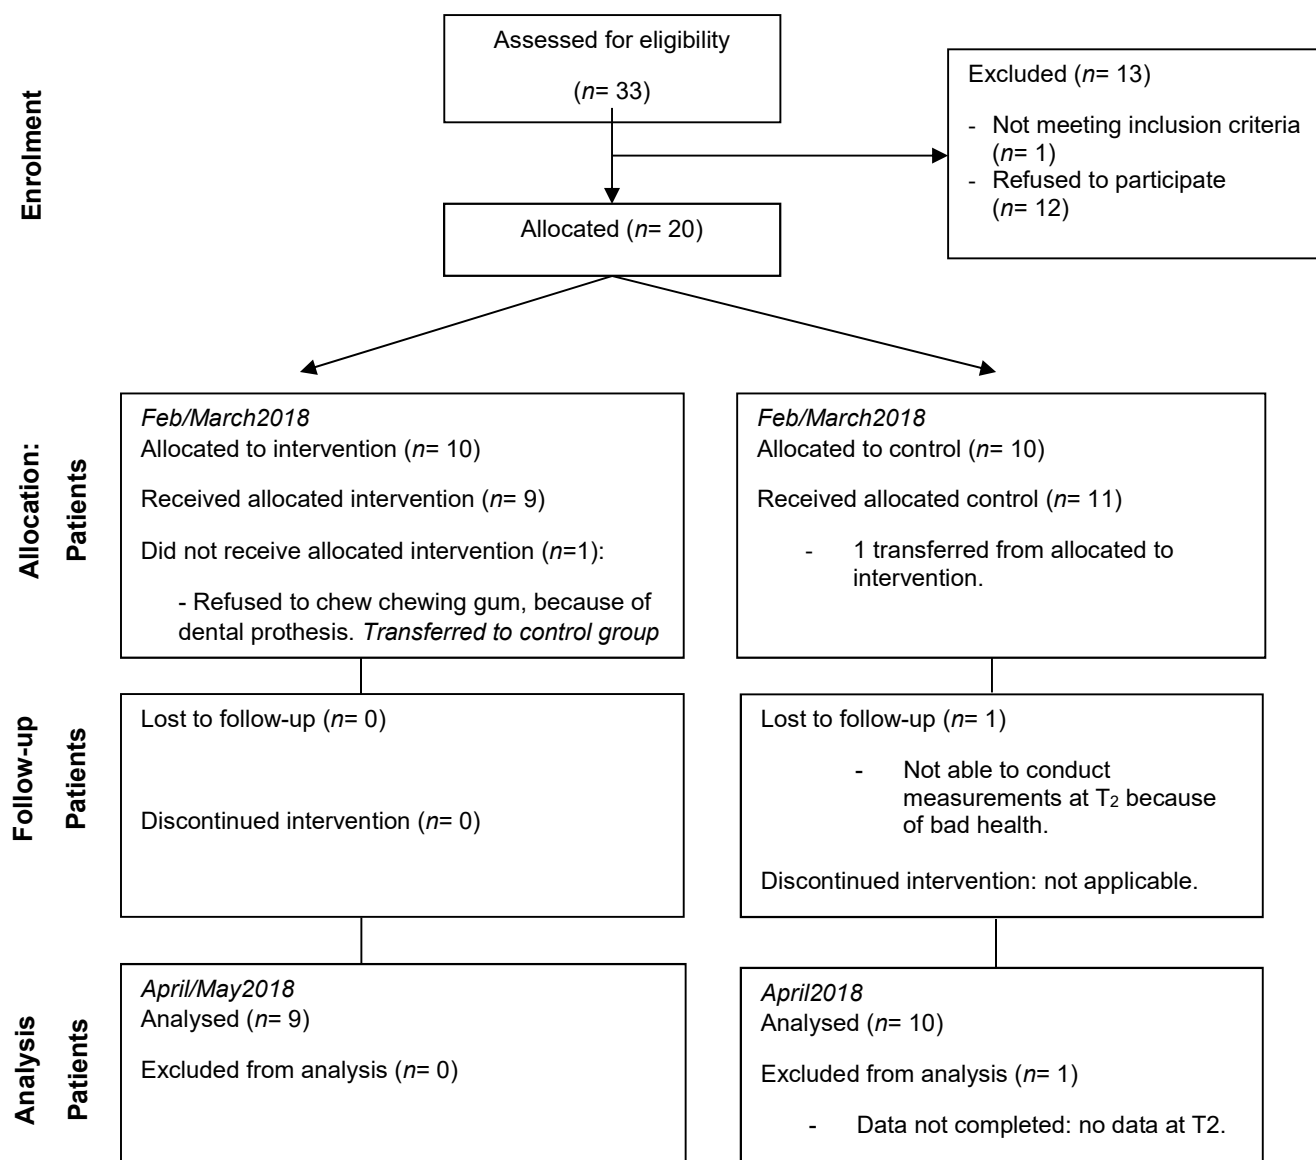 Enrolment
Assessed for eligibility
(n= 33)
Excluded (n= 13)
- Not meeting inclusion criteria
(n= 1)
- Refused to participate
(n= 12)
Allocated (n= 20)
Allocation:
Patients
Feb/March2018
Allocated to intervention (n= 10)
Received allocated intervention (n= 9)
Did not receive allocated intervention (n=1):
- Refused to chew chewing gum, because of
dental prothesis. Transferred to control group
Feb/March2018
Allocated to control (n= 10)
Received allocated control (n= 11)
- 1 transferred from allocated to
intervention.
Follow-up
Patients
Lost to follow-up (n= 0)
Discontinued intervention (n= 0)
Lost to follow-up (n= 1)
- Not able to conduct
measurements at T2 because
of bad health.
Discontinued intervention: not applicable.
Analysis
Patients
April/May2018
Analysed (n= 9)
Excluded from analysis (n= 0)
April2018
Analysed (n= 10)
Excluded from analysis (n= 1)
- Data not completed: no data at T2.